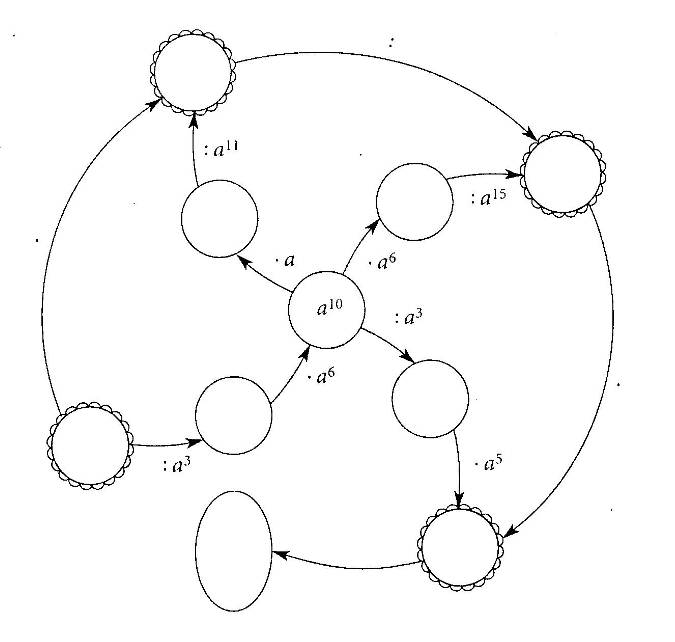 :
: a¹¹
: a¹⁵
· a
· a⁶
a¹⁰
: a³
· a⁶
: a³
· a⁵